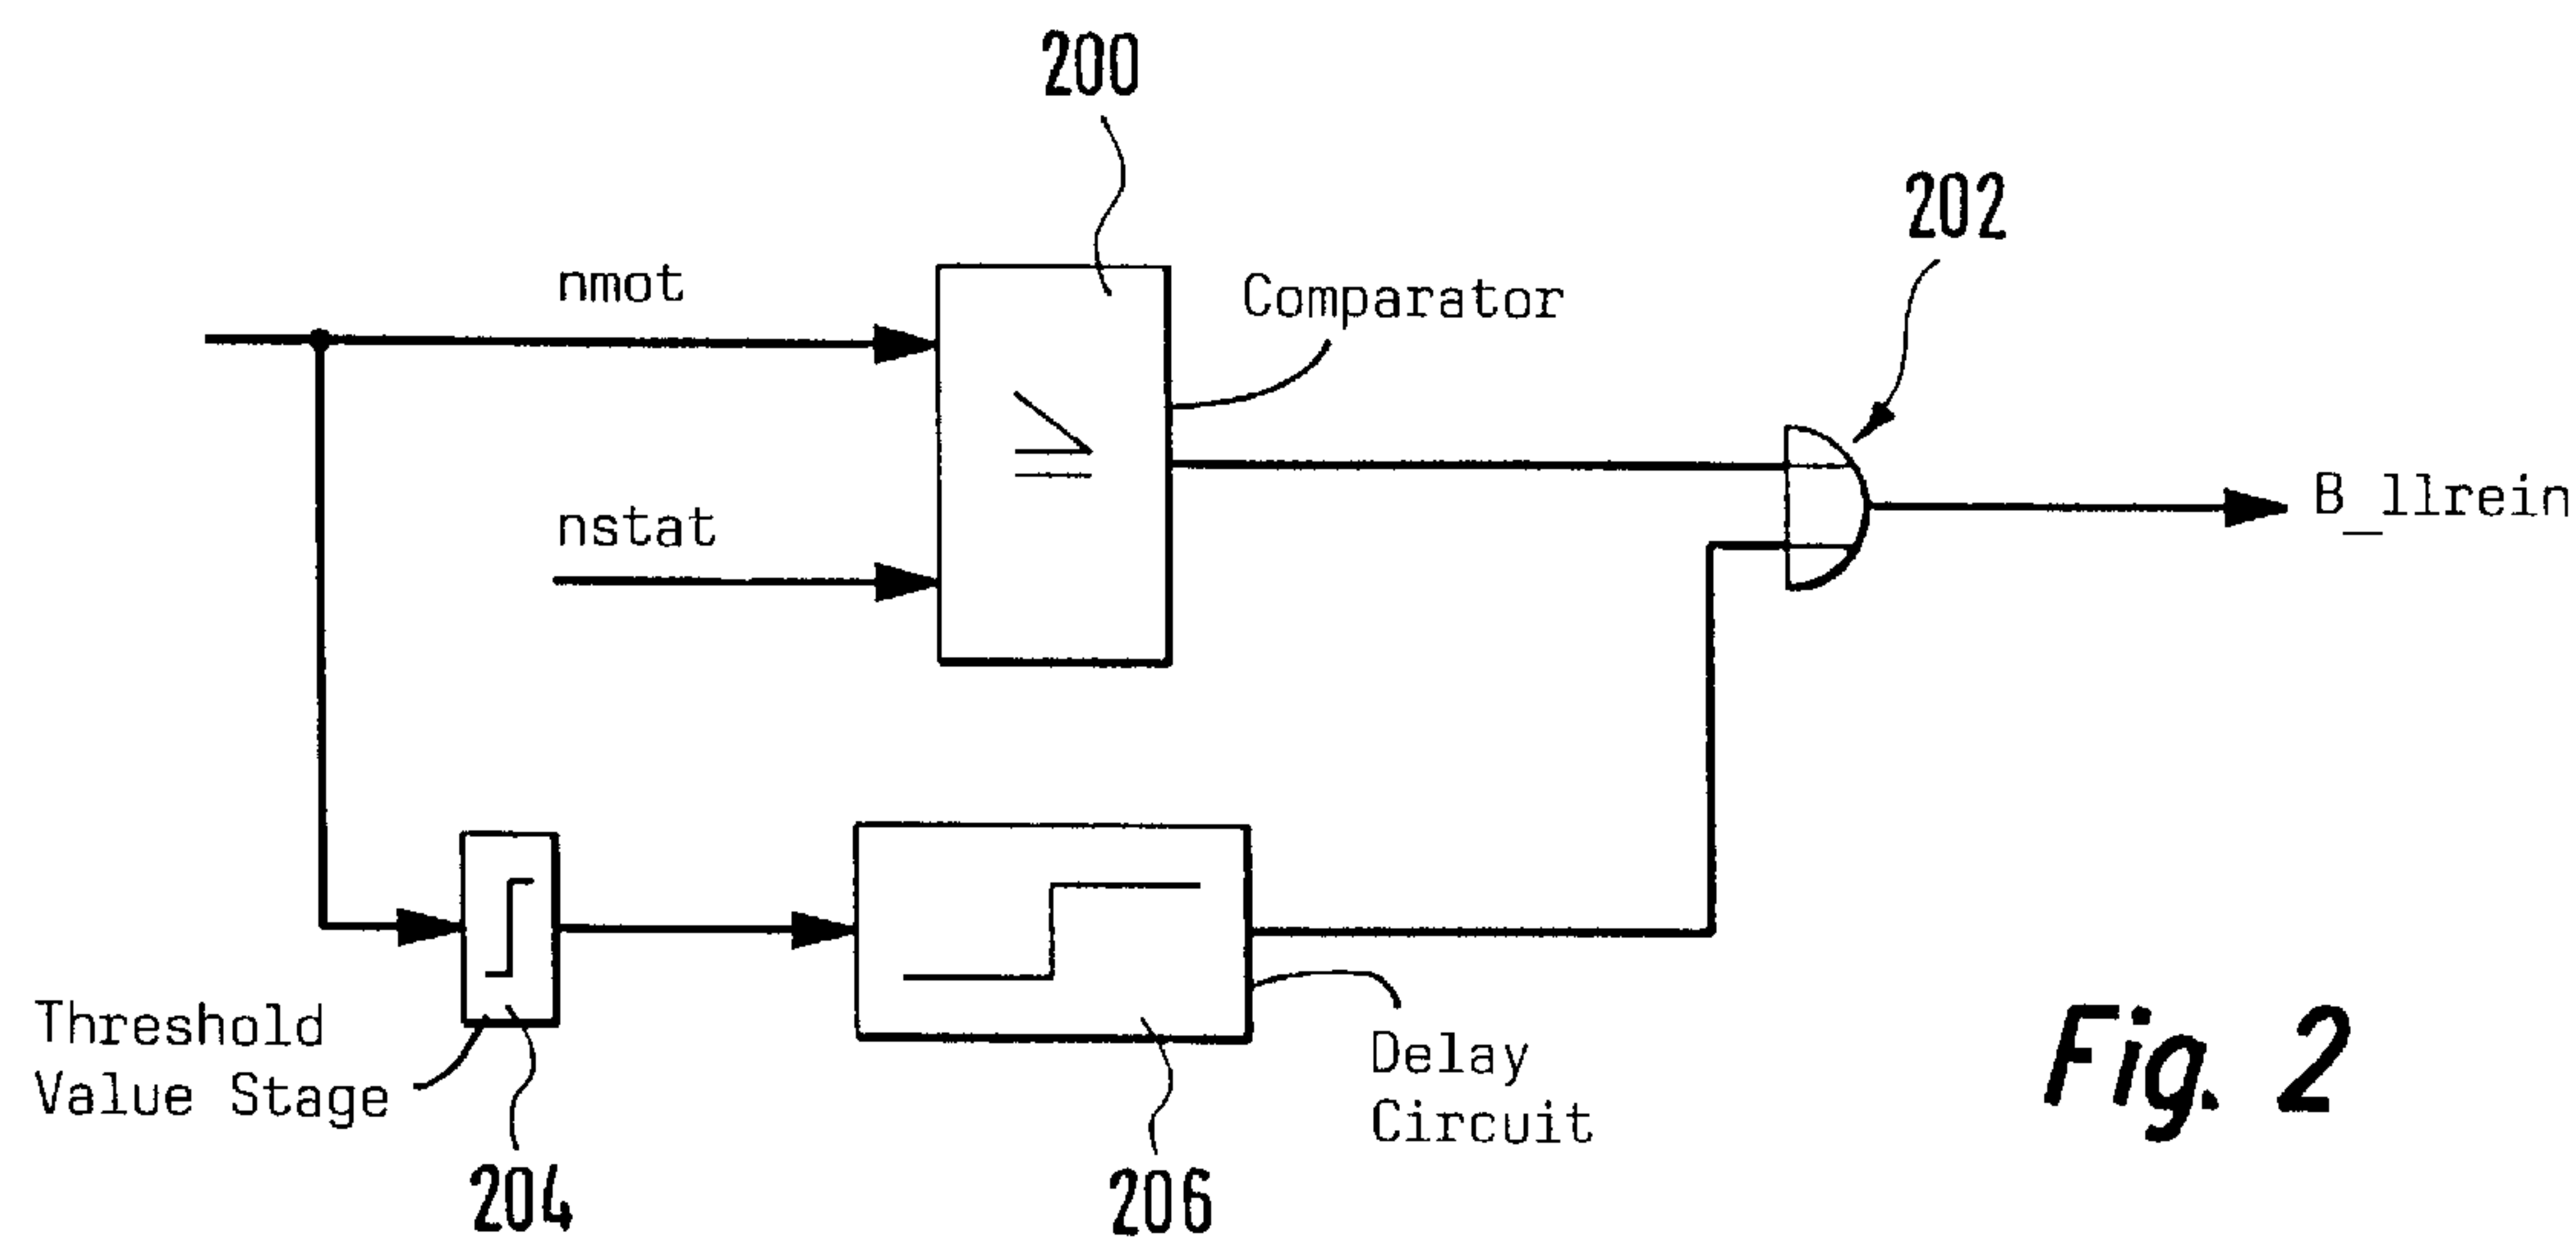 200
202
nmot
Comparator
nstat
B_llrein
≥
Threshold
Value Stage
204
206
Delay
Circuit
Fig. 2